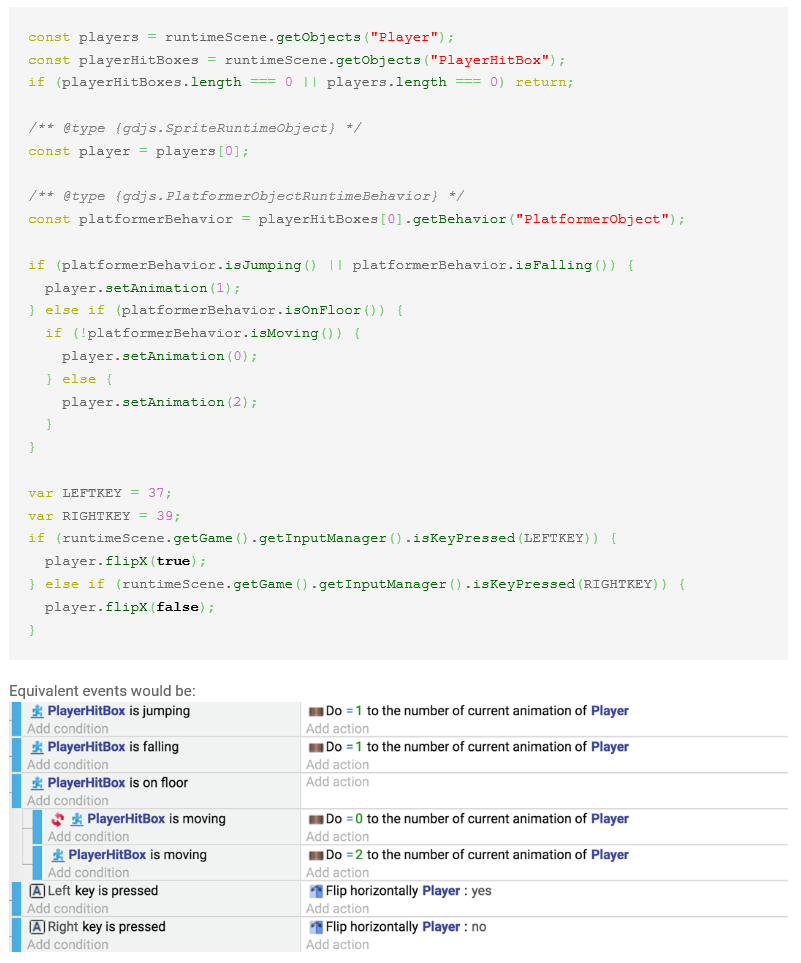 const players = runtimeScene.getObjects("Player");
const playerHitBoxes = runtimeScene.getObjects("PlayerHitBox");
if (playerHitBoxes.length === 0 || players.length === 0) return;

/** @type {gdjs.SpriteRuntimeObject} */
const player = players[0];

/** @type {gdjs.PlatformerObjectRuntimeBehavior} */
const platformerBehavior = playerHitBoxes[0].getBehavior("PlatformerObject");

if (platformerBehavior.isJumping() || platformerBehavior.isFalling()) {
  player.setAnimation(1);
} else if (platformerBehavior.isOnFloor()) {
  if (!platformerBehavior.isMoving()) {
    player.setAnimation(0);
  } else {
    player.setAnimation(2);
  }
}

var LEFTKEY = 37;
var RIGHTKEY = 39;
if (runtimeScene.getGame().getInputManager().isKeyPressed(LEFTKEY)) {
  player.flipX(true);
} else if (runtimeScene.getGame().getInputManager().isKeyPressed(RIGHTKEY)) {
  player.flipX(false);
}

Equivalent events would be:
PlayerHitBox is jumping Do =1 to the number of current animation of Player
Add condition Add action
PlayerHitBox is falling Do =1 to the number of current animation of Player
Add condition Add action
PlayerHitBox is on floor Add action
Add condition
PlayerHitBox is moving Do =0 to the number of current animation of Player
Add condition Add action
PlayerHitBox is moving Do =2 to the number of current animation of Player
Add condition Add action
A Left key is pressed Flip horizontally Player : yes
Add condition Add action
A Right key is pressed Flip horizontally Player : no
Add condition Add action